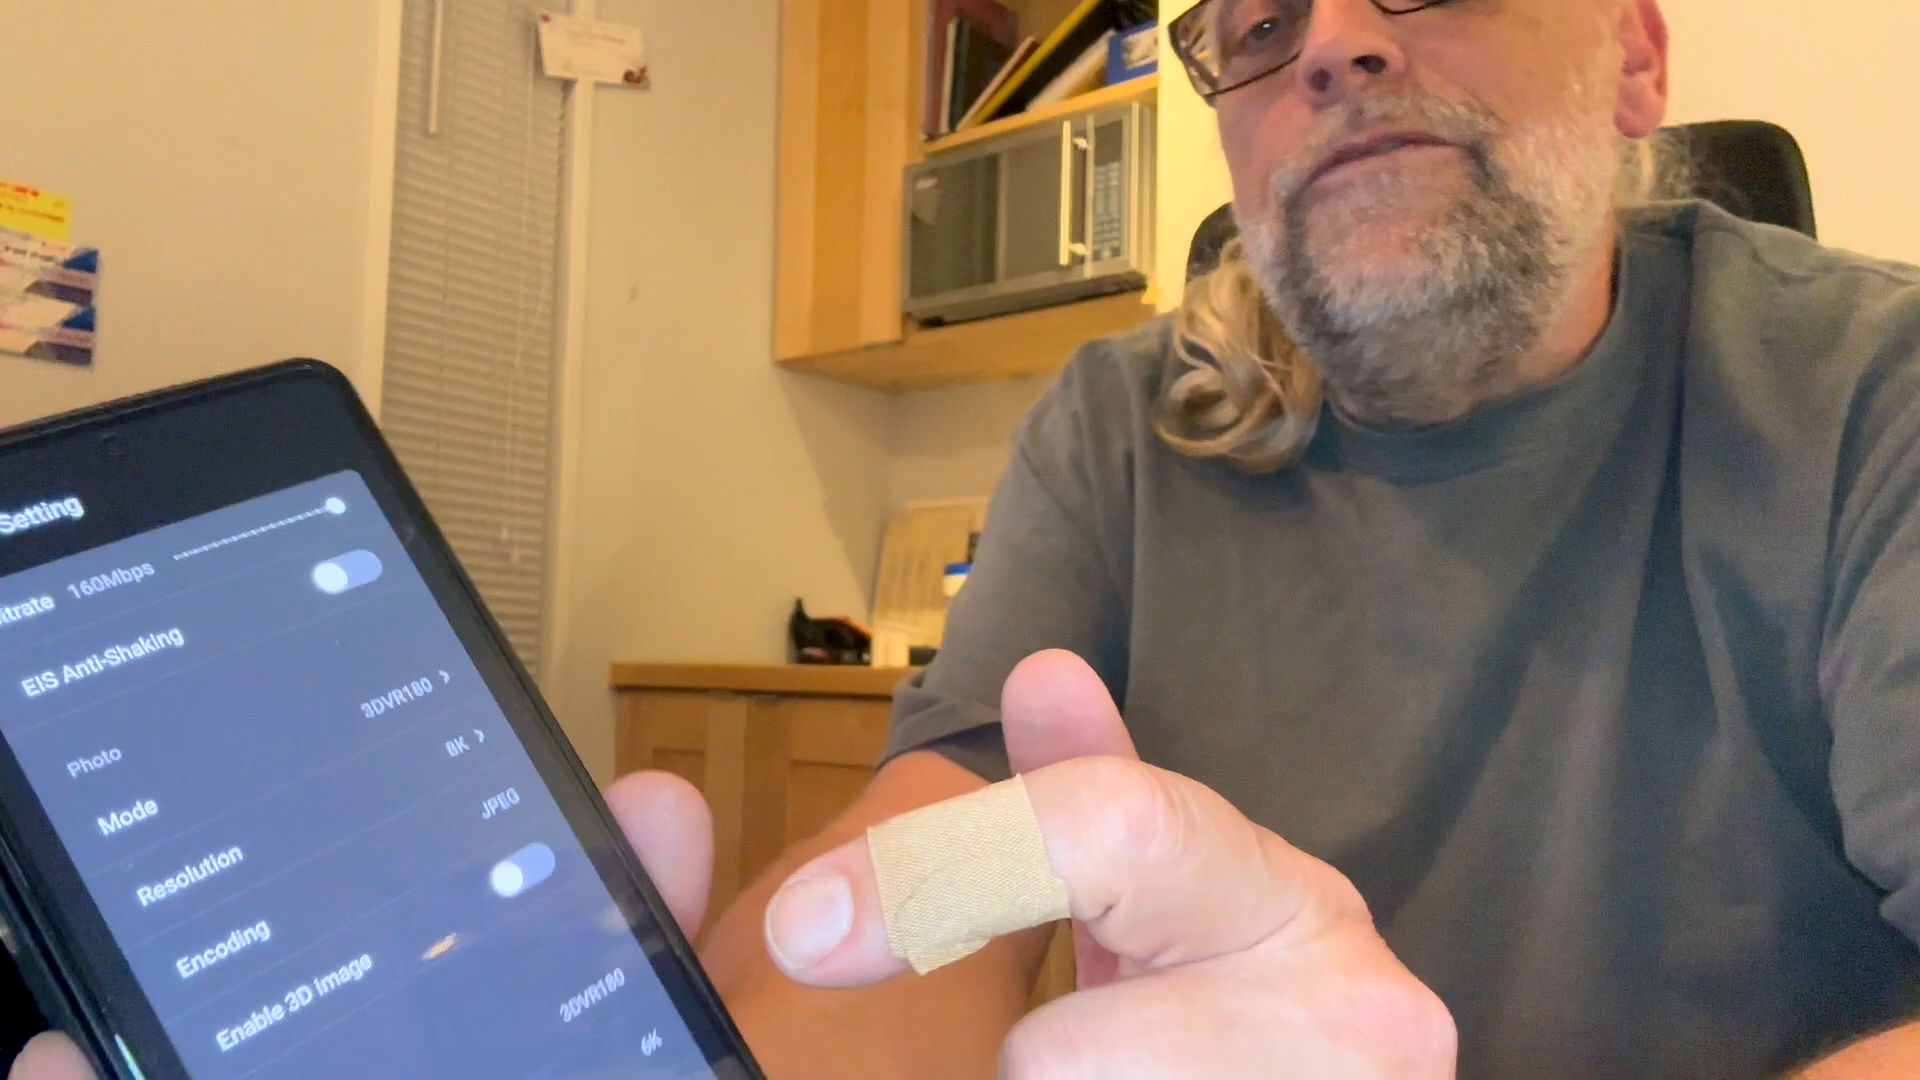 Setting
itrate 160Mbps
EIS Anti-Shaking
Photo
Mode 3DVR180
Resolution 8K
Encoding JPEG
Enable 3D image
3DVR180
6K